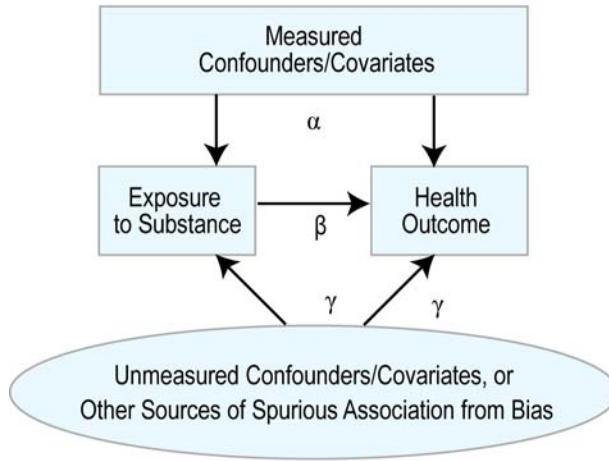 Measured
Confounders/Covariates
α
Exposure
to Substance
β
Health
Outcome
γ
γ
Unmeasured Confounders/Covariates, or
Other Sources of Spurious Association from Bias